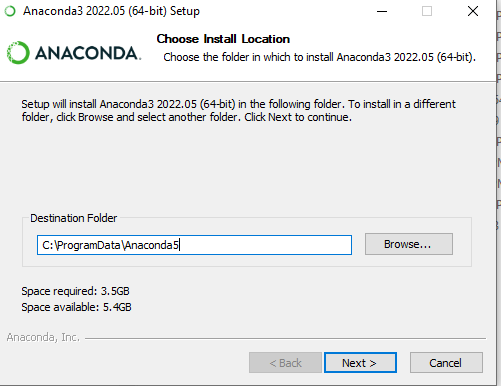 Anaconda3 2022.05 (64-bit) Setup
ANACONDA.
Choose Install Location
Choose the folder in which to install Anaconda3 2022.05 (64-bit).
Setup will install Anaconda3 2022.05 (64-bit) in the following folder. To install in a different
folder, click Browse and select another folder. Click Next to continue.
Destination Folder
C:\ProgramData\Anaconda5
Browse...
Space required: 3.5GB
Space available: 5.4GB
Anaconda, Inc.
< Back
Next >
Cancel